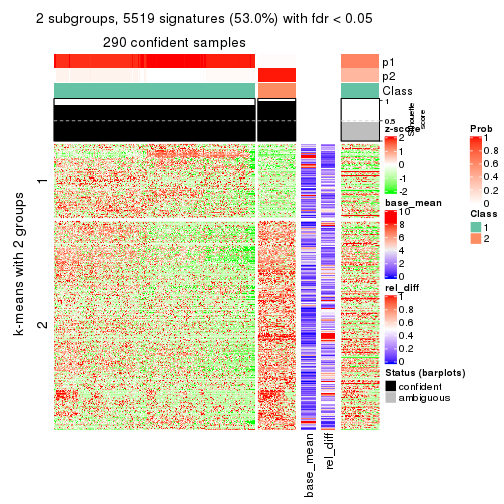 2 subgroups, 5519 signatures (53.0%) with fdr < 0.05
290 confident samples
p1
p2
Class
1
0.5
0
Silhouette
score
k-means with 2 groups
1
2
base_mean
rel_diff
z-score
2
1
0
-1
-2
base_mean
10
8
6
4
2
0
rel_diff
1
0.8
0.6
0.4
0.2
0
Status (barplots)
confident
ambiguous
Prob
1
0.8
0.6
0.4
0.2
0
Class
1
2